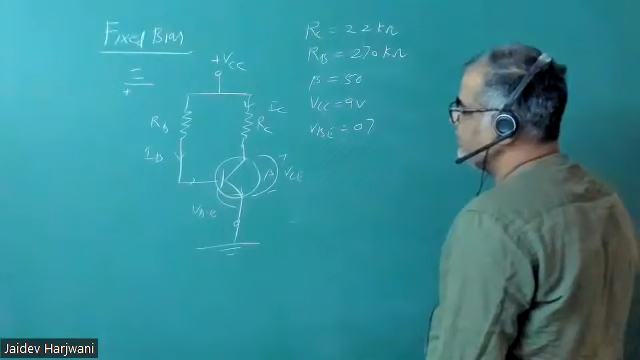 Fixed Bias
+VCC
RB
IB
IC
RC
β
VCE
VBE
RC = 2.2 kΩ
RB = 270 kΩ
β = 50
VCC = 9V
VBE = 0.7
Jaidev Harjwani